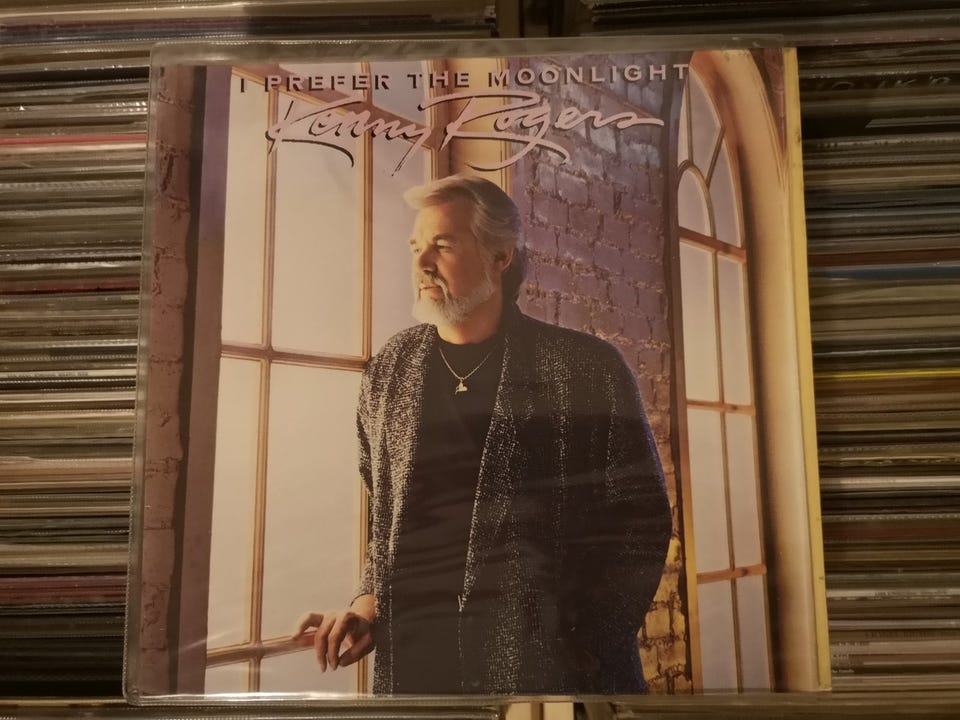 I PREFER THE MOONLIGHT
Kenny Rogers